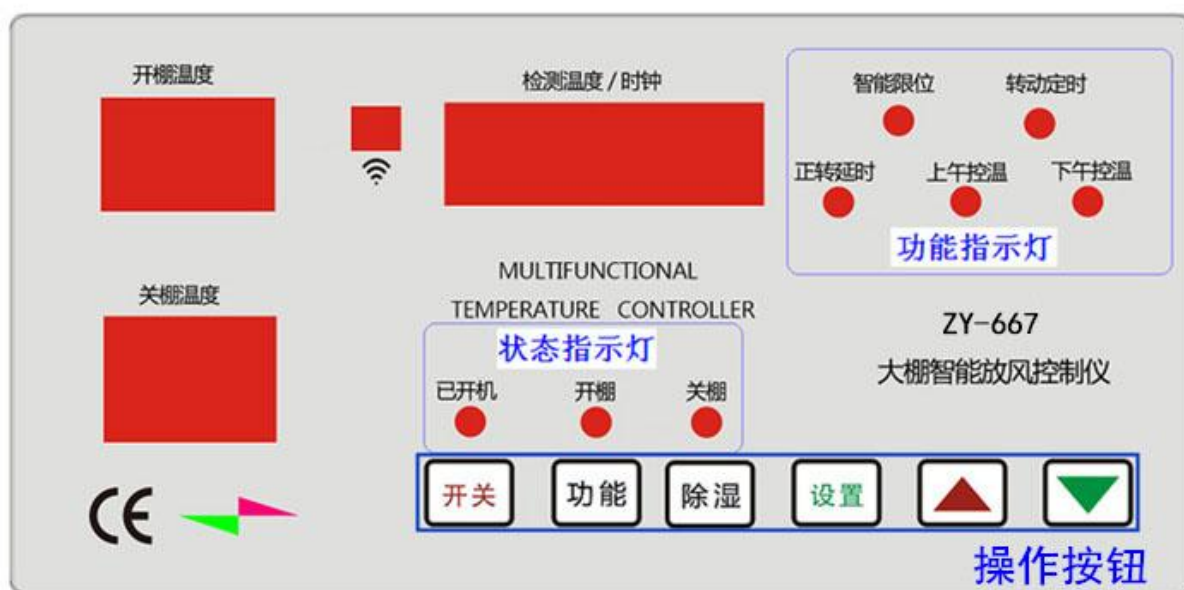 开棚温度
检测温度 / 时钟
智能限位 转动定时
正转延时 上午控温 下午控温
功能指示灯
关棚温度
MULTIFUNCTIONAL
TEMPERATURE CONTROLLER
状态指示灯
已开机 开棚 关棚
ZY-667
大棚智能放风控制仪
CE
开关 功能 除湿 设置
操作按钮